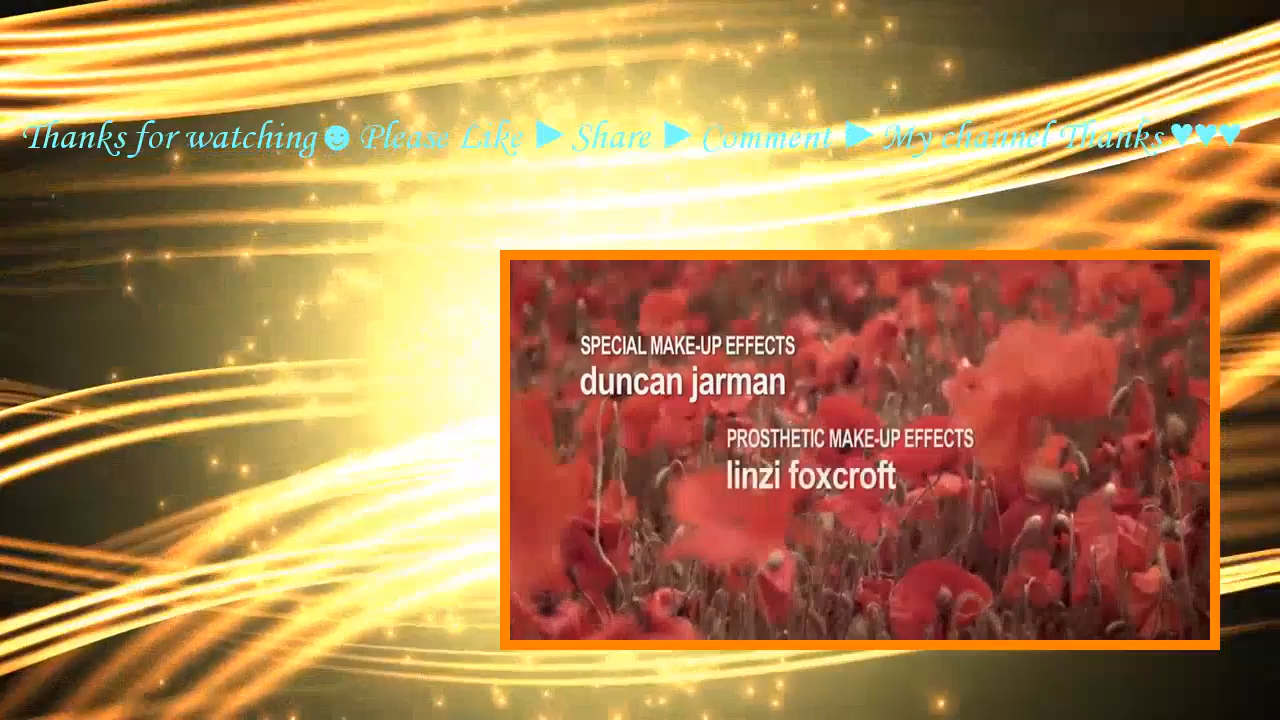 Thanks for watching☻Please Like ► Share ► Comment ► My channel Thanks♥♥♥
SPECIAL MAKE-UP EFFECTS
duncan jarman
PROSTHETIC MAKE-UP EFFECTS
linzi foxcroft